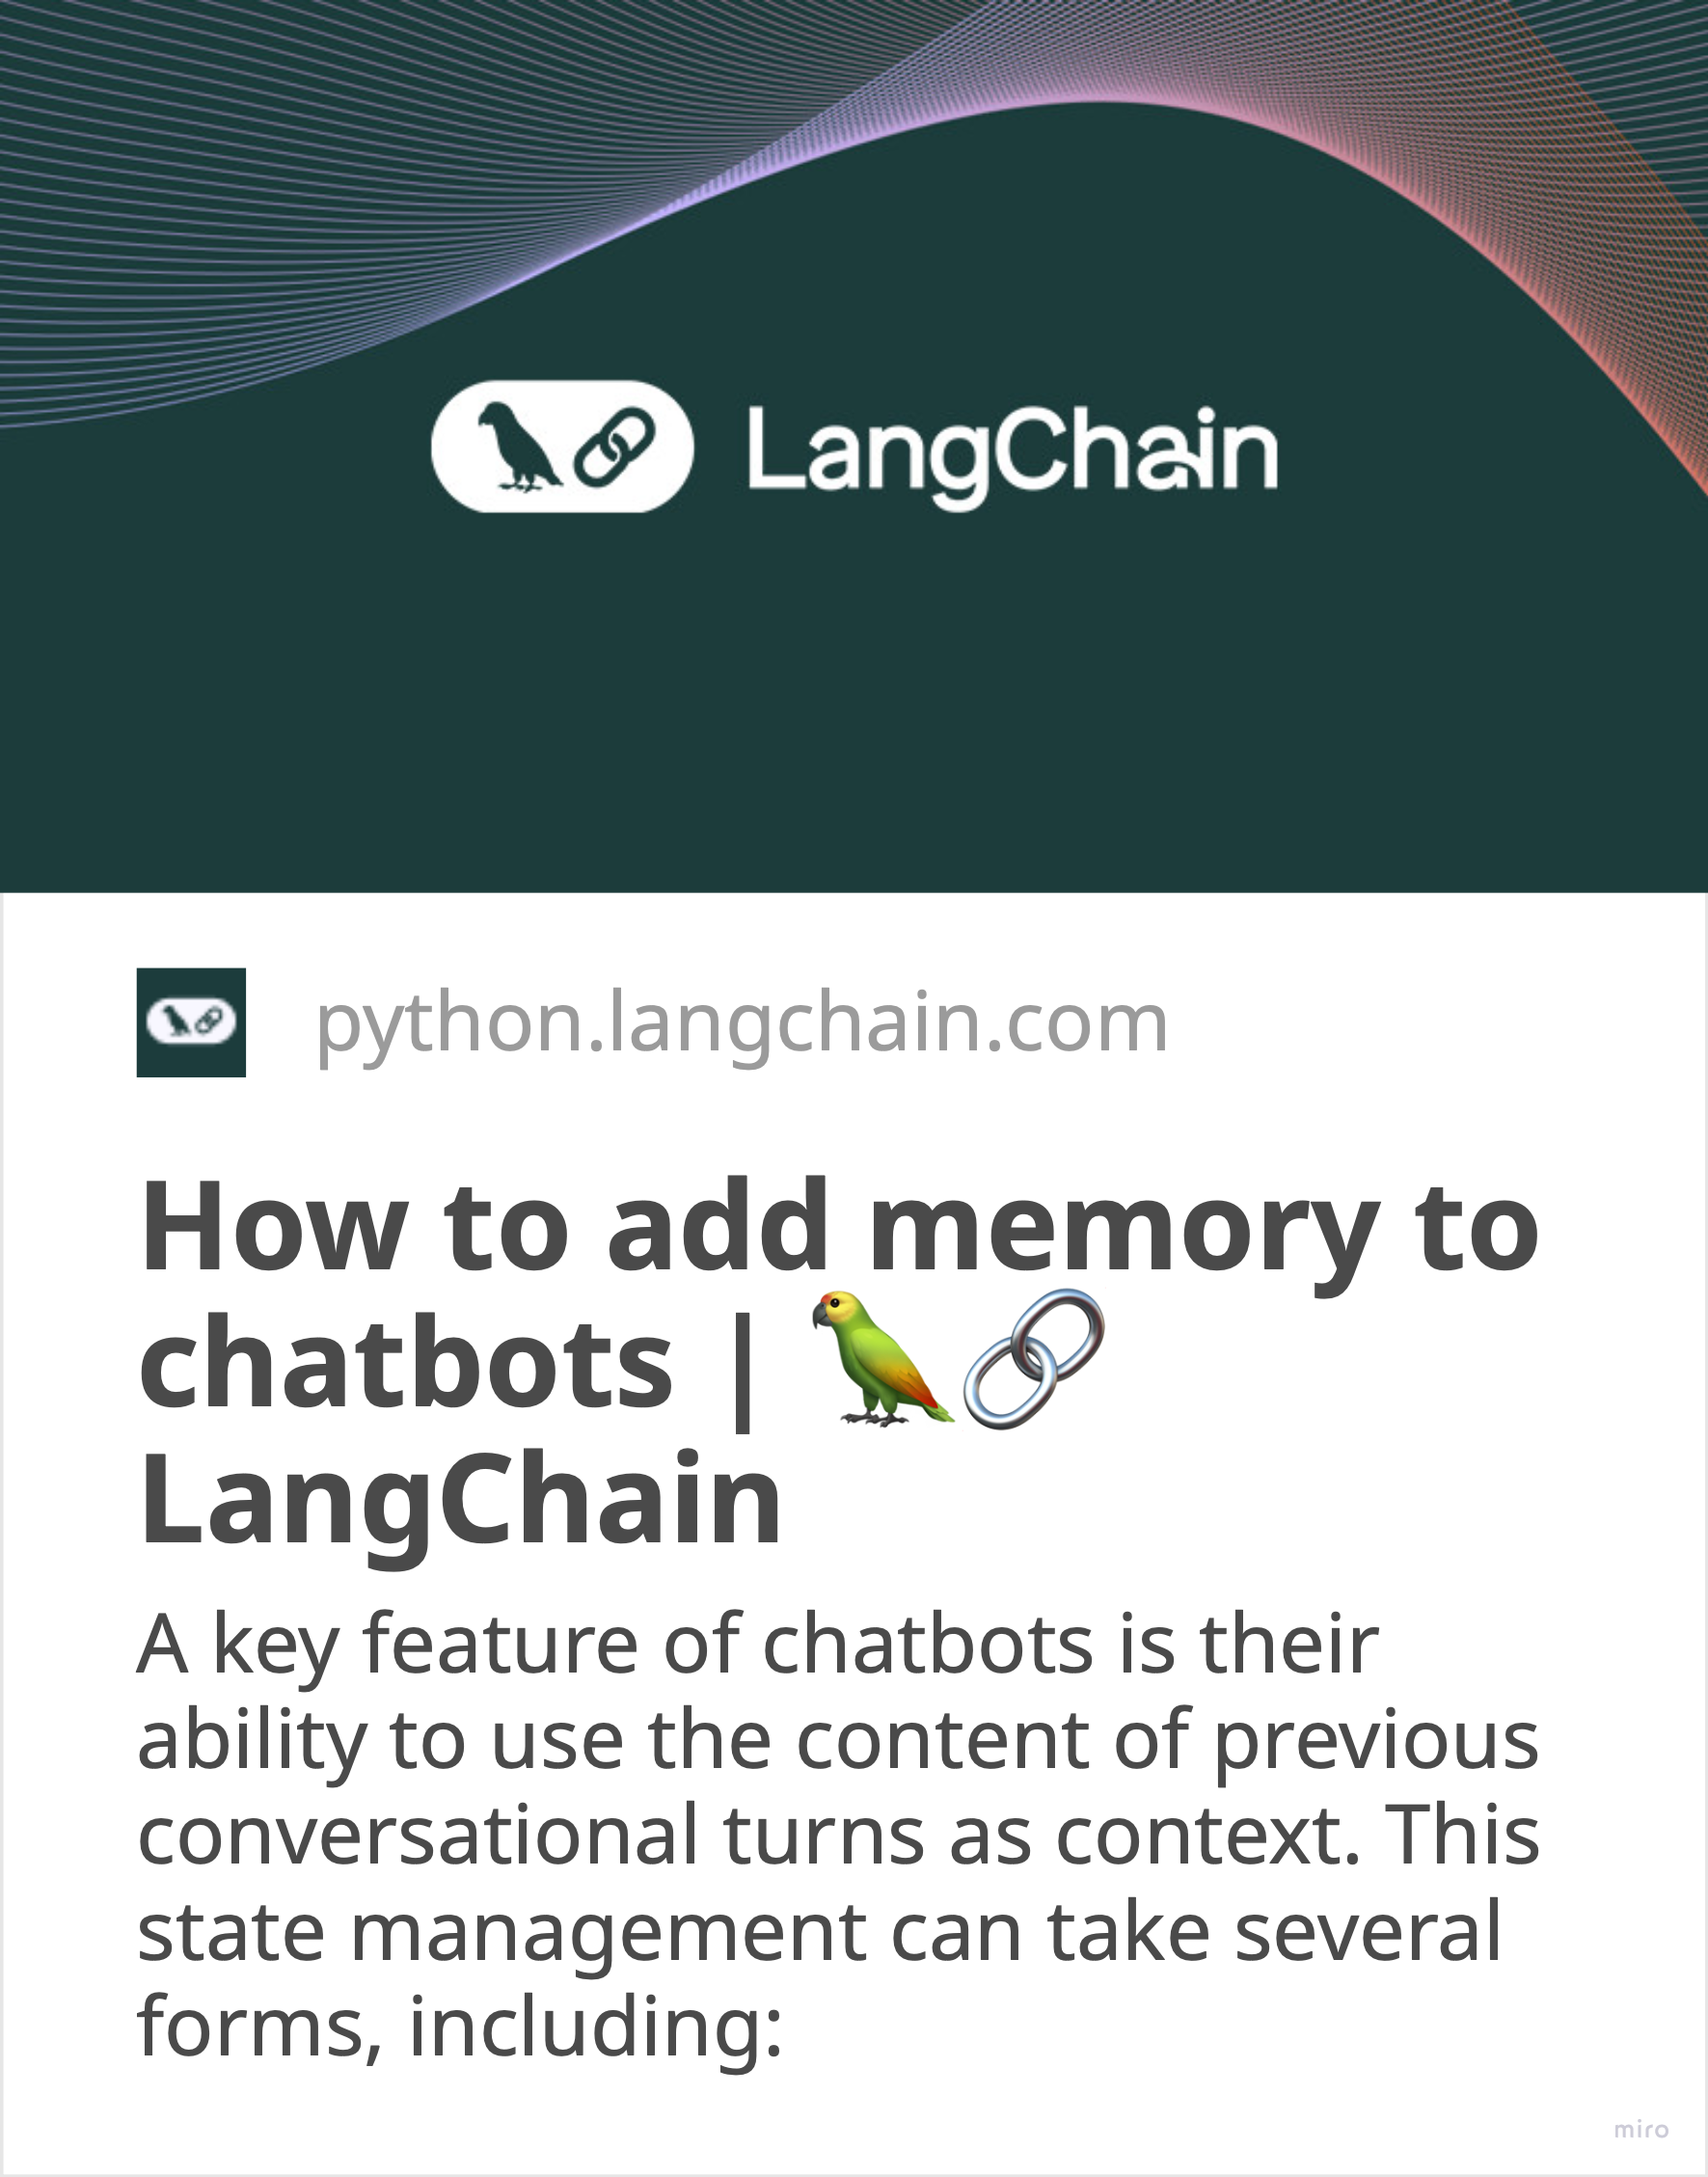 LangChain
python.langchain.com
How to add memory to
chatbots | 🦜🔗
LangChain
A key feature of chatbots is their
ability to use the content of previous
conversational turns as context. This
state management can take several
forms, including:
miro